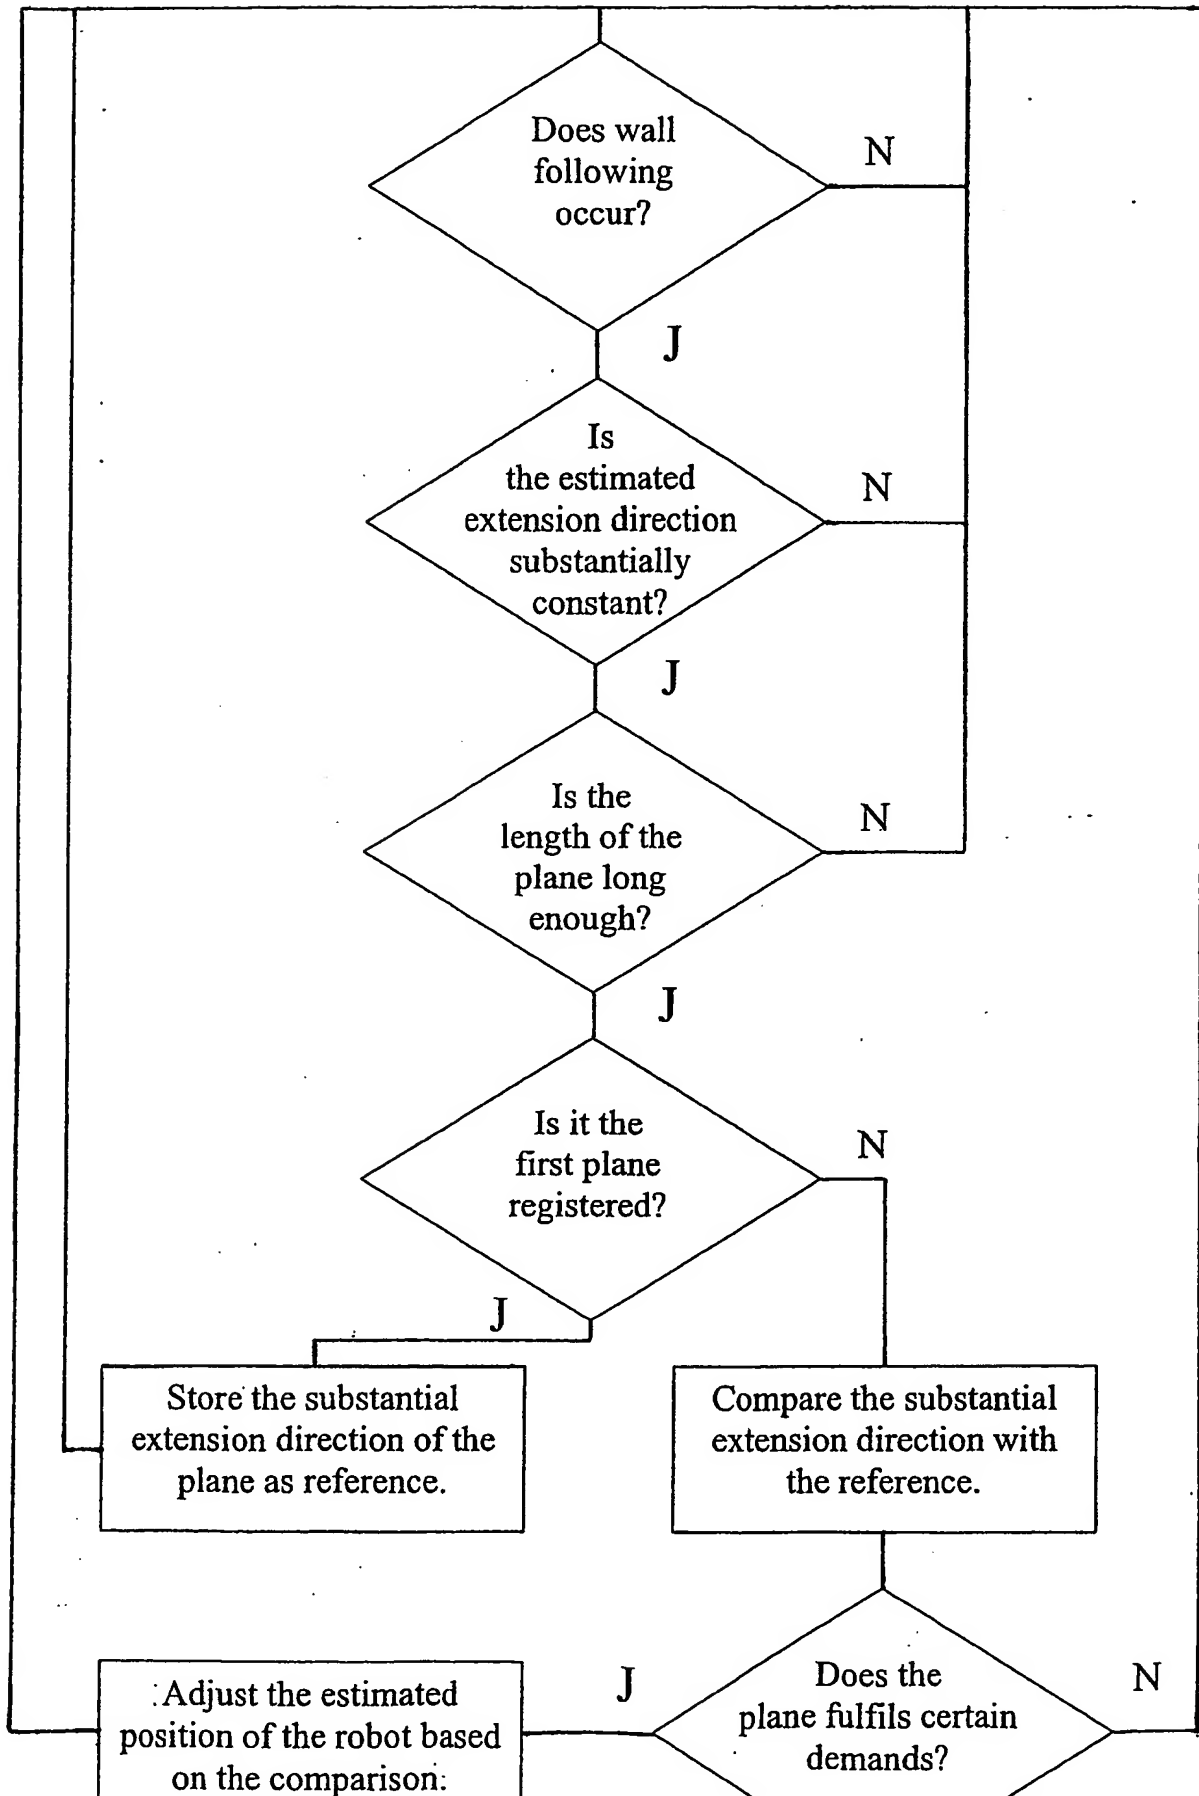 Does wall
following
occur?
N
J
Is
the estimated
extension direction
substantially
constant?
N
J
Is the
length of the
plane long
enough?
N
J
Is it the
first plane
registered?
N
J
Store the substantial
extension direction of the
plane as reference.
Compare the substantial
extension direction with
the reference.
Adjust the estimated
position of the robot based
on the comparison.
J
Does the
plane fulfils certain
demands?
N